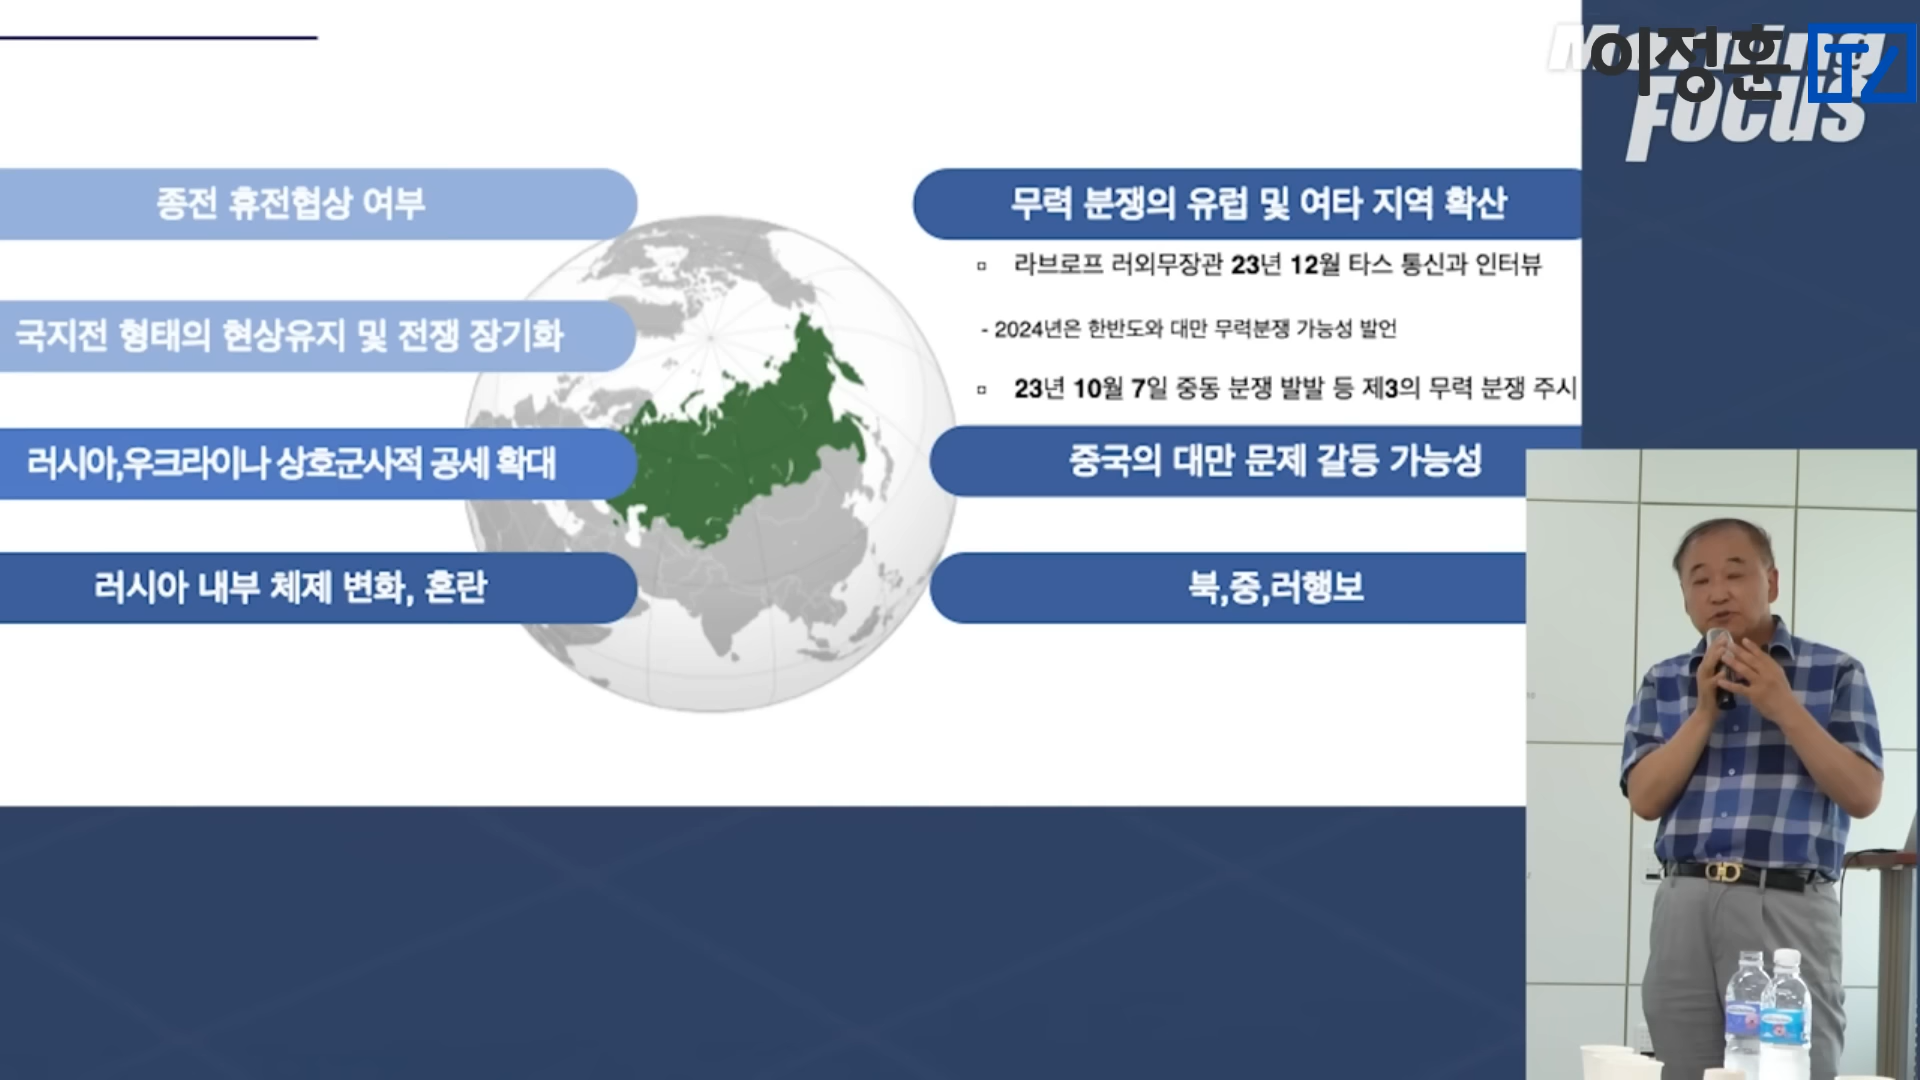 Morning
Focus
이정훈 TV
종전 휴전협상 여부
국지전 형태의 현상유지 및 전쟁 장기화
러시아,우크라이나 상호군사적 공세 확대
러시아 내부 체제 변화, 혼란
무력 분쟁의 유럽 및 여타 지역 확산
▫ 라브로프 러외무장관 23년 12월 타스 통신과 인터뷰
- 2024년은 한반도와 대만 무력분쟁 가능성 발언
▫ 23년 10월 7일 중동 분쟁 발발 등 제3의 무력 분쟁 주시
중국의 대만 문제 갈등 가능성
북,중,러행보